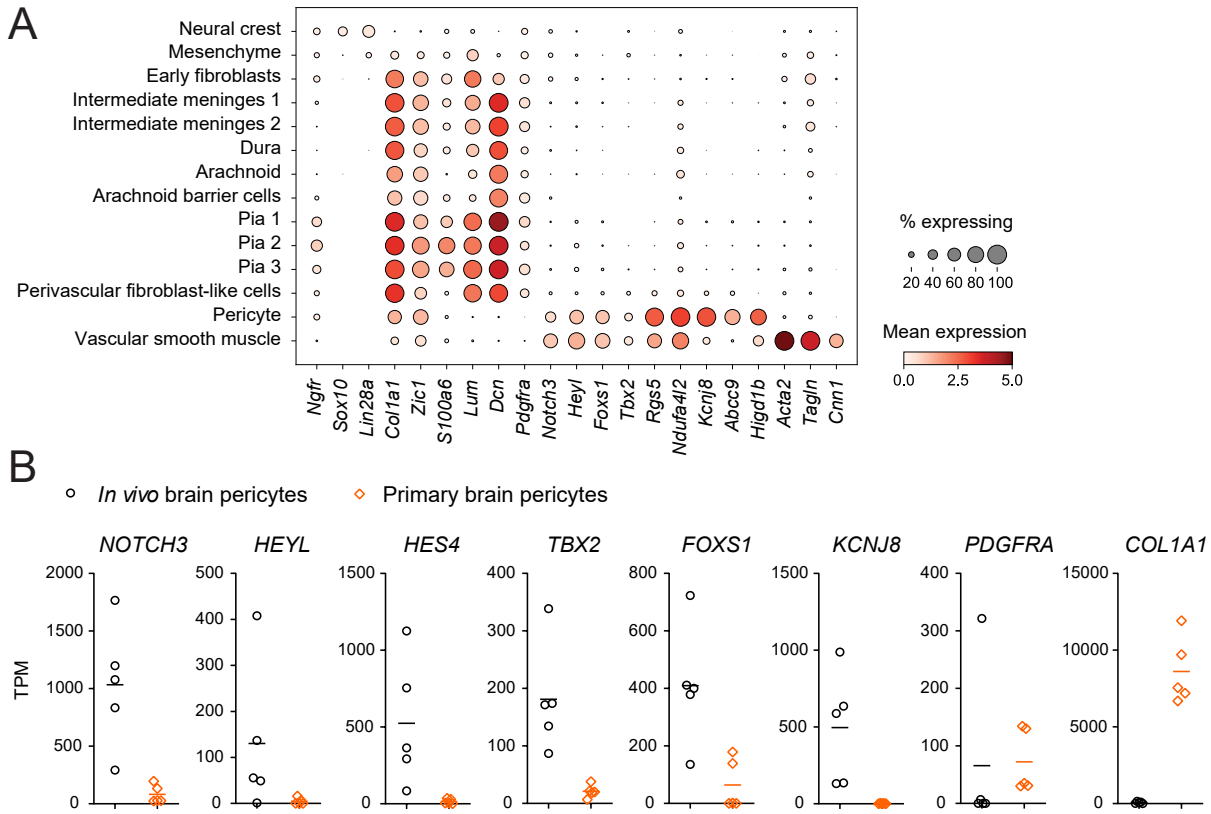 A
Neural crest
Mesenchyme
Early fibroblasts
Intermediate meninges 1
Intermediate meninges 2
Dura
Arachnoid
Arachnoid barrier cells
Pia 1
Pia 2
Pia 3
Perivascular fibroblast-like cells
Pericyte
Vascular smooth muscle
Ngfr
Sox10
Lin28a
Col1a1
Zic1
S100a6
Lum
Dcn
Pdgfra
Notch3
Heyl
Foxs1
Tbx2
Rgs5
Ndufa4l2
Kcnj8
Abcc9
Higd1b
Acta2
Tagln
Cnn1
% expressing
20 40 60 80 100
Mean expression
0.0 2.5 5.0
B
In vivo brain pericytes
Primary brain pericytes
NOTCH3 HEYL HES4 TBX2 FOXS1 KCNJ8 PDGFRA COL1A1
TPM
2000
1500
1000
500
0
500
400
300
200
100
0
1500
1000
500
0
400
300
200
100
0
800
600
400
200
0
1500
1000
500
0
400
300
200
100
0
15000
10000
5000
0